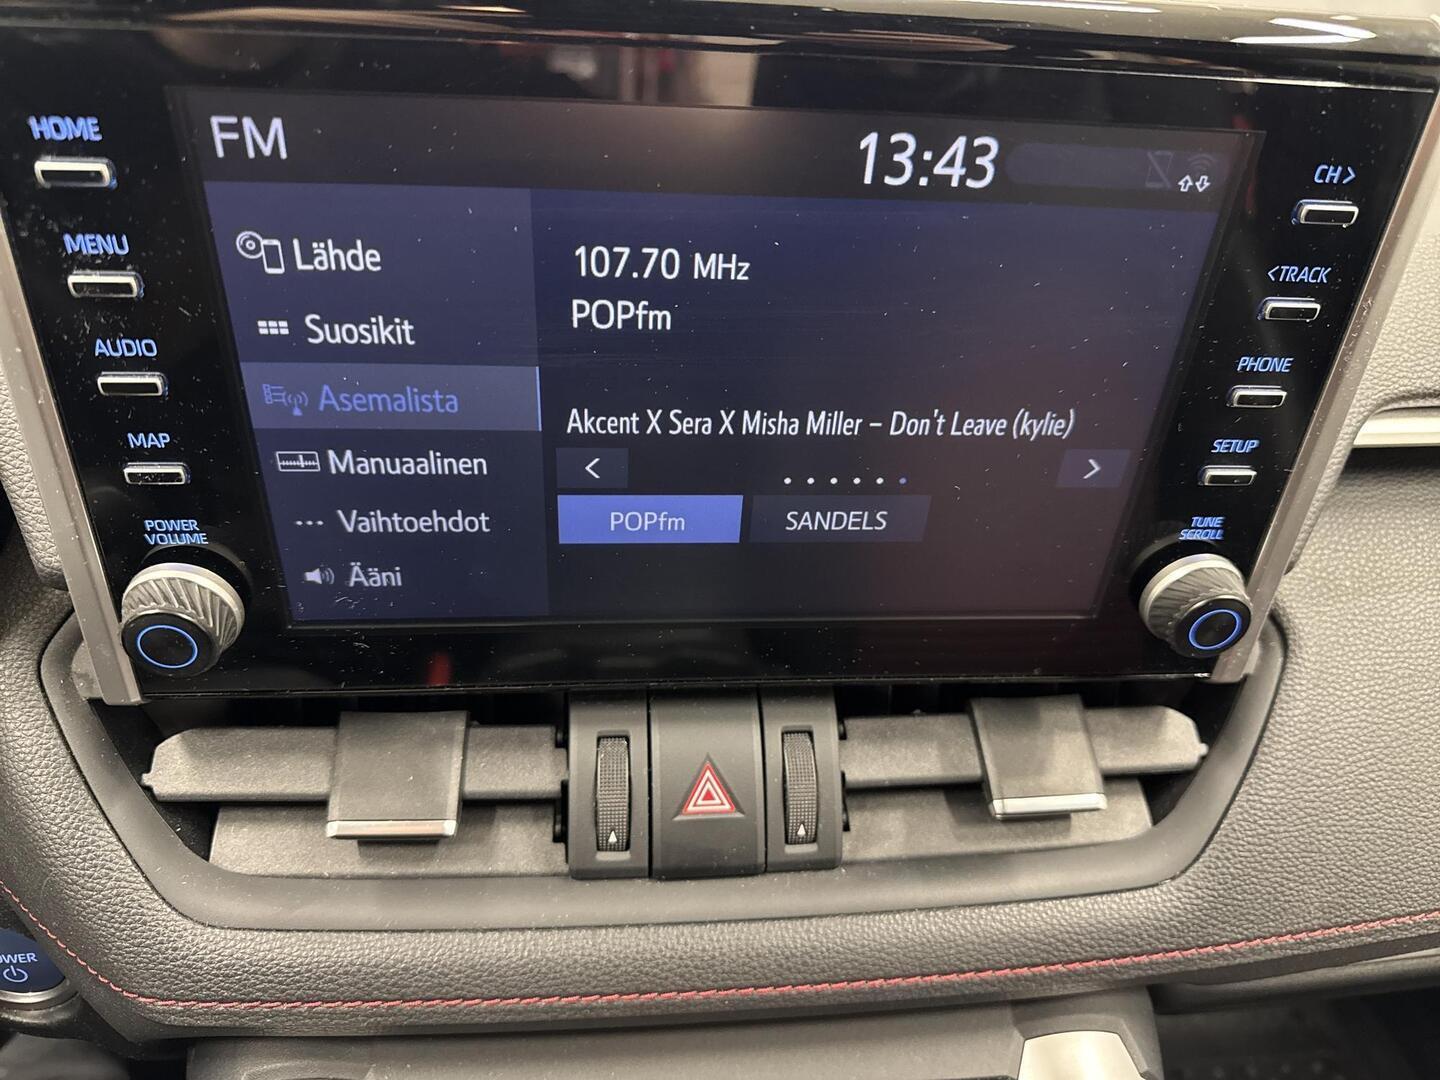 HOME
MENU
AUDIO
MAP
POWER
VOLUME
FM
13:43
Lähde
Suosikit
Asemalista
Manuaalinen
Vaihtoehdot
Ääni
107.70 MHz
POPfm
Akcent X Sera X Misha Miller – Don't Leave (kylie)
<
>
POPfm
SANDELS
CH>
<TRACK
PHONE
SETUP
TUNE
SCROLL
OWER